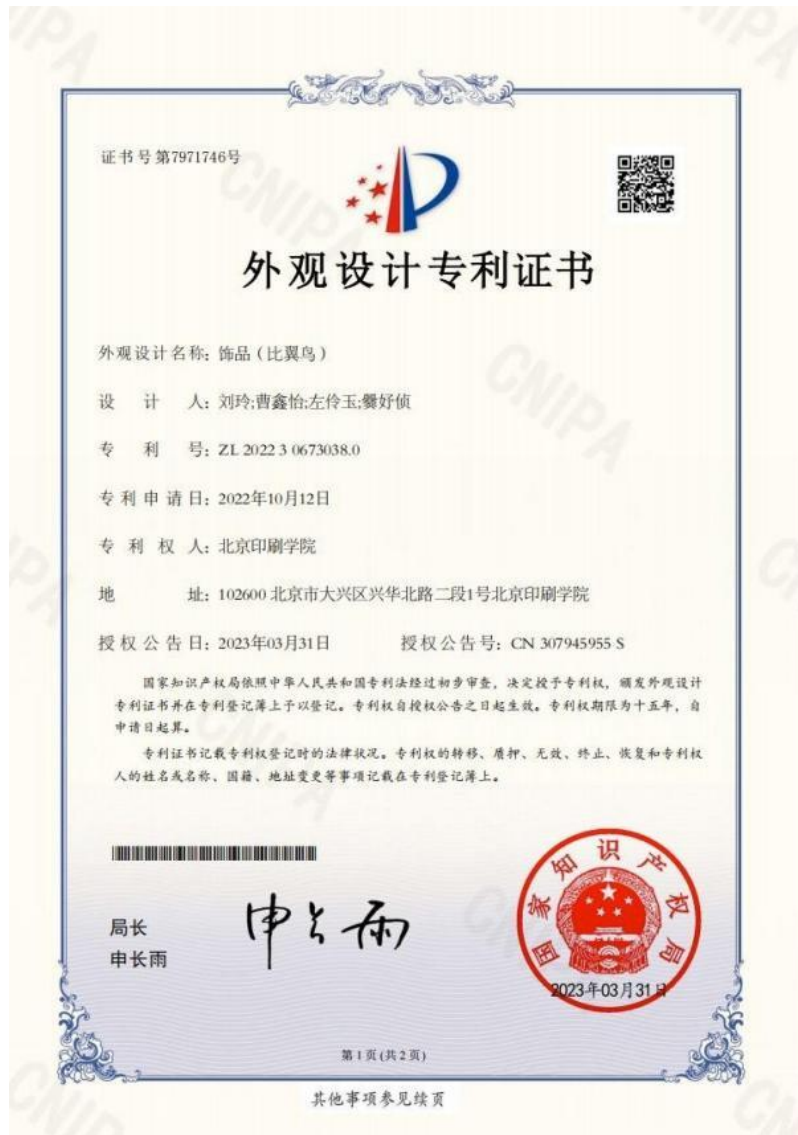 证书号第7971746号
外观设计专利证书
外观设计名称：饰品（比翼鸟）
设计人：刘玲;曹鑫怡;左伶玉;爨妤侦
专利号：ZL 2022 3 0673038.0
专利申请日：2022年10月12日
专利权人：北京印刷学院
地址：102600 北京市大兴区兴华北路二段1号北京印刷学院
授权公告日：2023年03月31日 授权公告号：CN 307945955 S
国家知识产权局依照中华人民共和国专利法经过初步审查，决定授予专利权，颁发外观设计
专利证书并在专利登记簿上予以登记。专利权自授权公告之日起生效。专利权期限为十五年，自
申请日起算。
专利证书记载专利权登记时的法律状况。专利权的转移、质押、无效、终止、恢复和专利权
人的姓名或名称、国籍、地址变更等事项记载在专利登记簿上。
局长
申长雨
申长雨
国家知识产权局
2023年03月31日
第1页(共2页)
其他事项参见续页
CNIPA